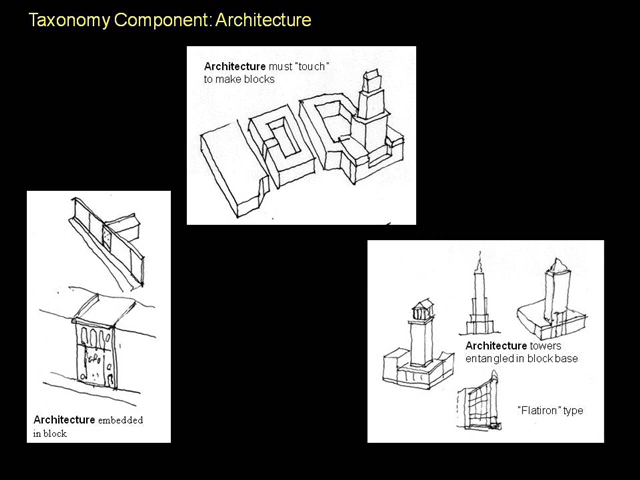 Taxonomy Component: Architecture
Architecture must "touch"
to make blocks
Architecture embedded
in block
Architecture towers
entangled in block base
"Flatiron" type